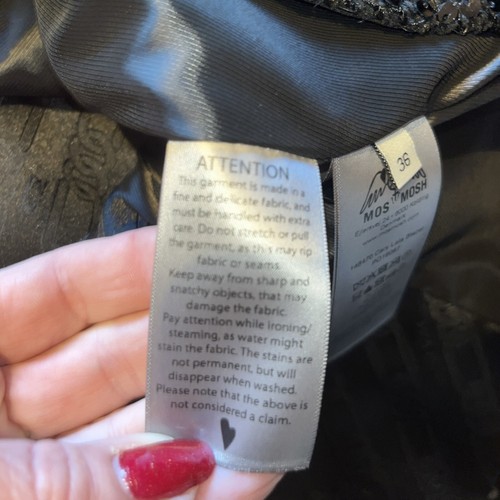 ATTENTION
This garment is made in a
fine and delicate fabric, and
must be handled with extra
care. Do not stretch or pull
the garment, as this may rip
fabric or seams.
Keep away from sharp and
snatchy objects, that may
damage the fabric.
Pay attention while Ironing/
steaming, as water might
stain the fabric. The stains are
not permanent, but will
disappear when washed.
Please note that the above is
not considered a claim.
36
MOS MOSH